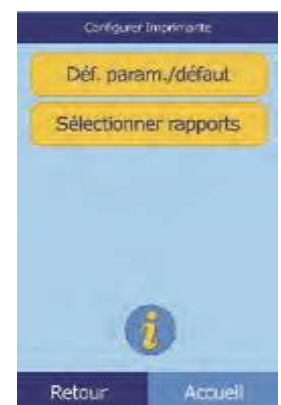 Configurer Imprimante
Déf. param./défaut
Sélectionner rapports
i
Retour Accueil